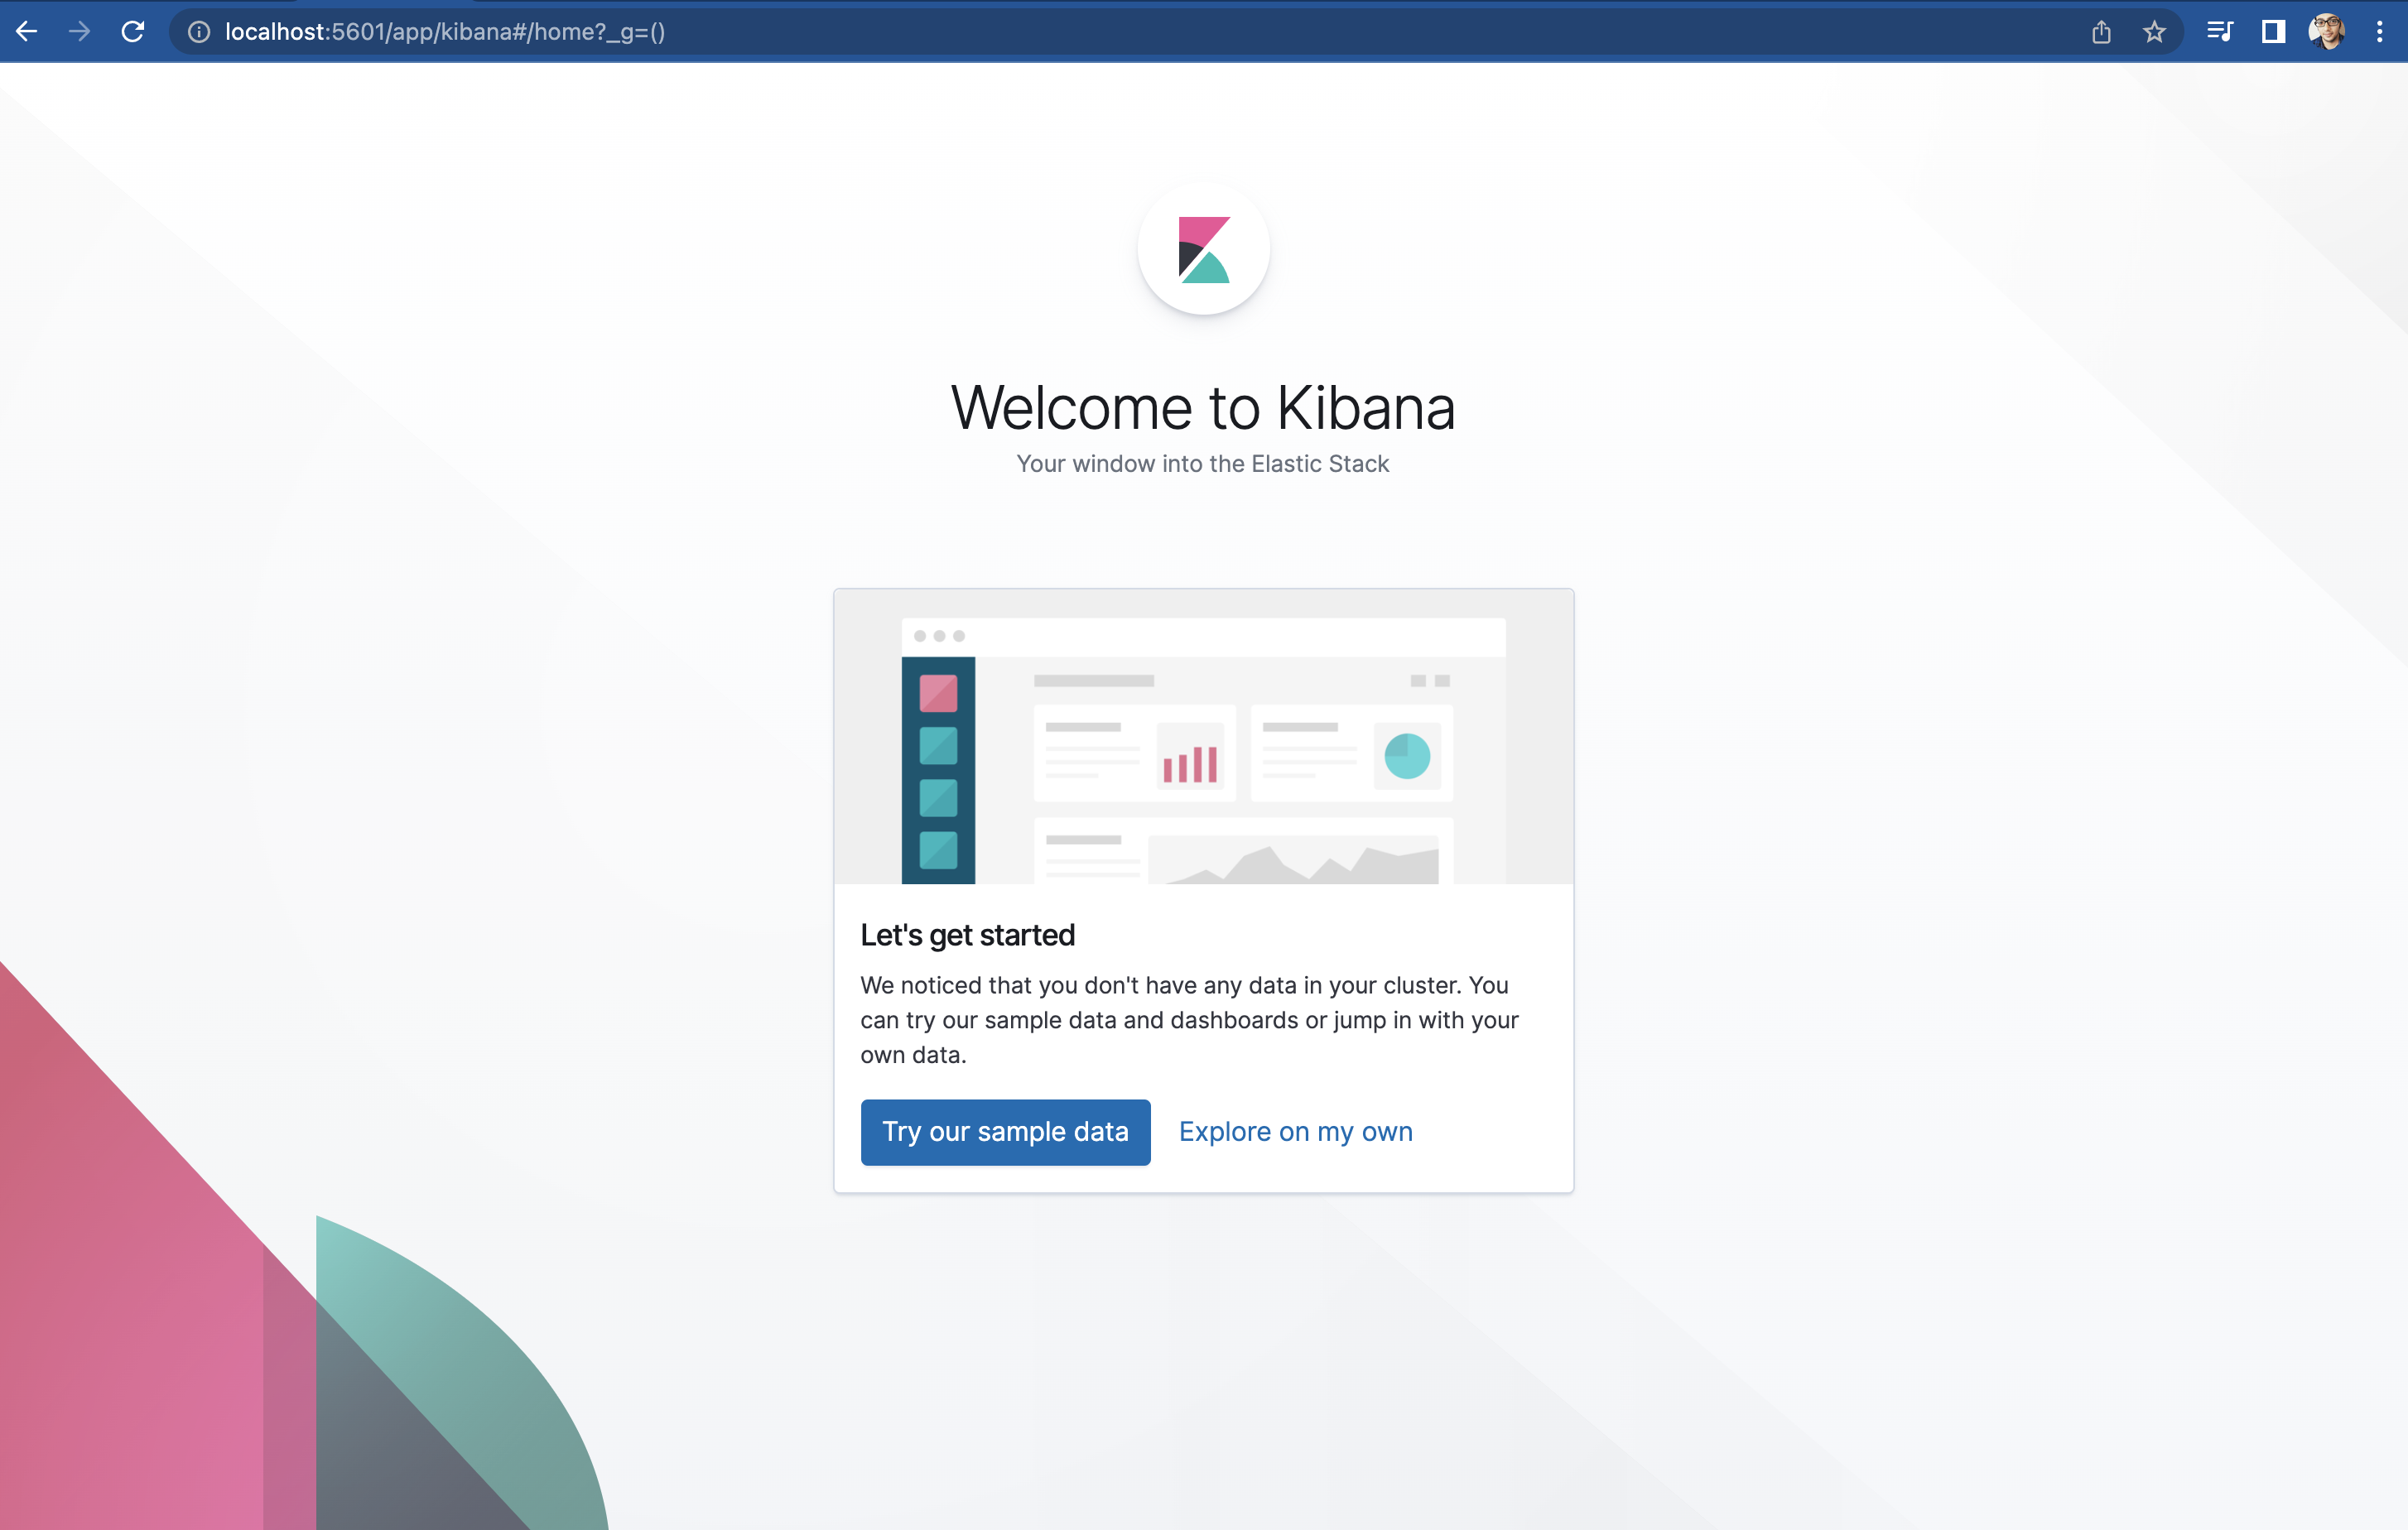 localhost:5601/app/kibana#/home?_g=()
Welcome to Kibana
Your window into the Elastic Stack
Let's get started
We noticed that you don't have any data in your cluster. You
can try our sample data and dashboards or jump in with your
own data.
Try our sample data
Explore on my own